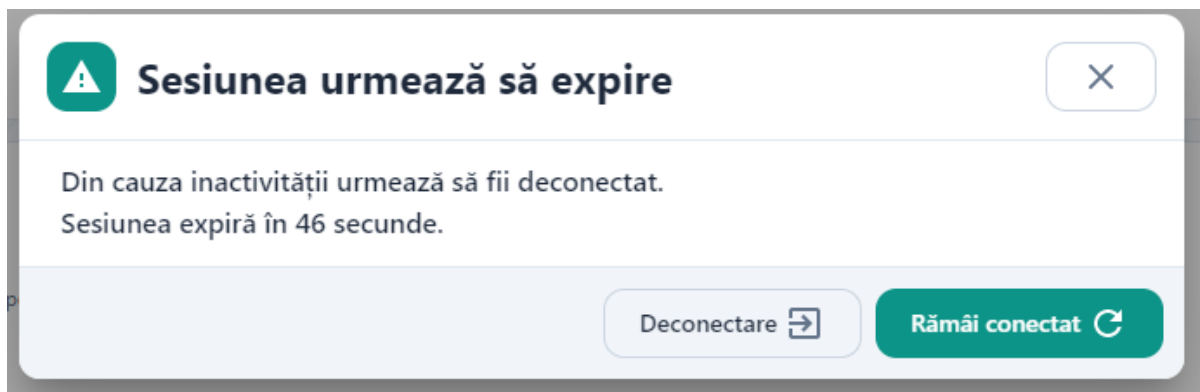 Sesiunea urmează să expire
Din cauza inactivității urmează să fii deconectat.
Sesiunea expiră în 46 secunde.
Deconectare
Rămâi conectat